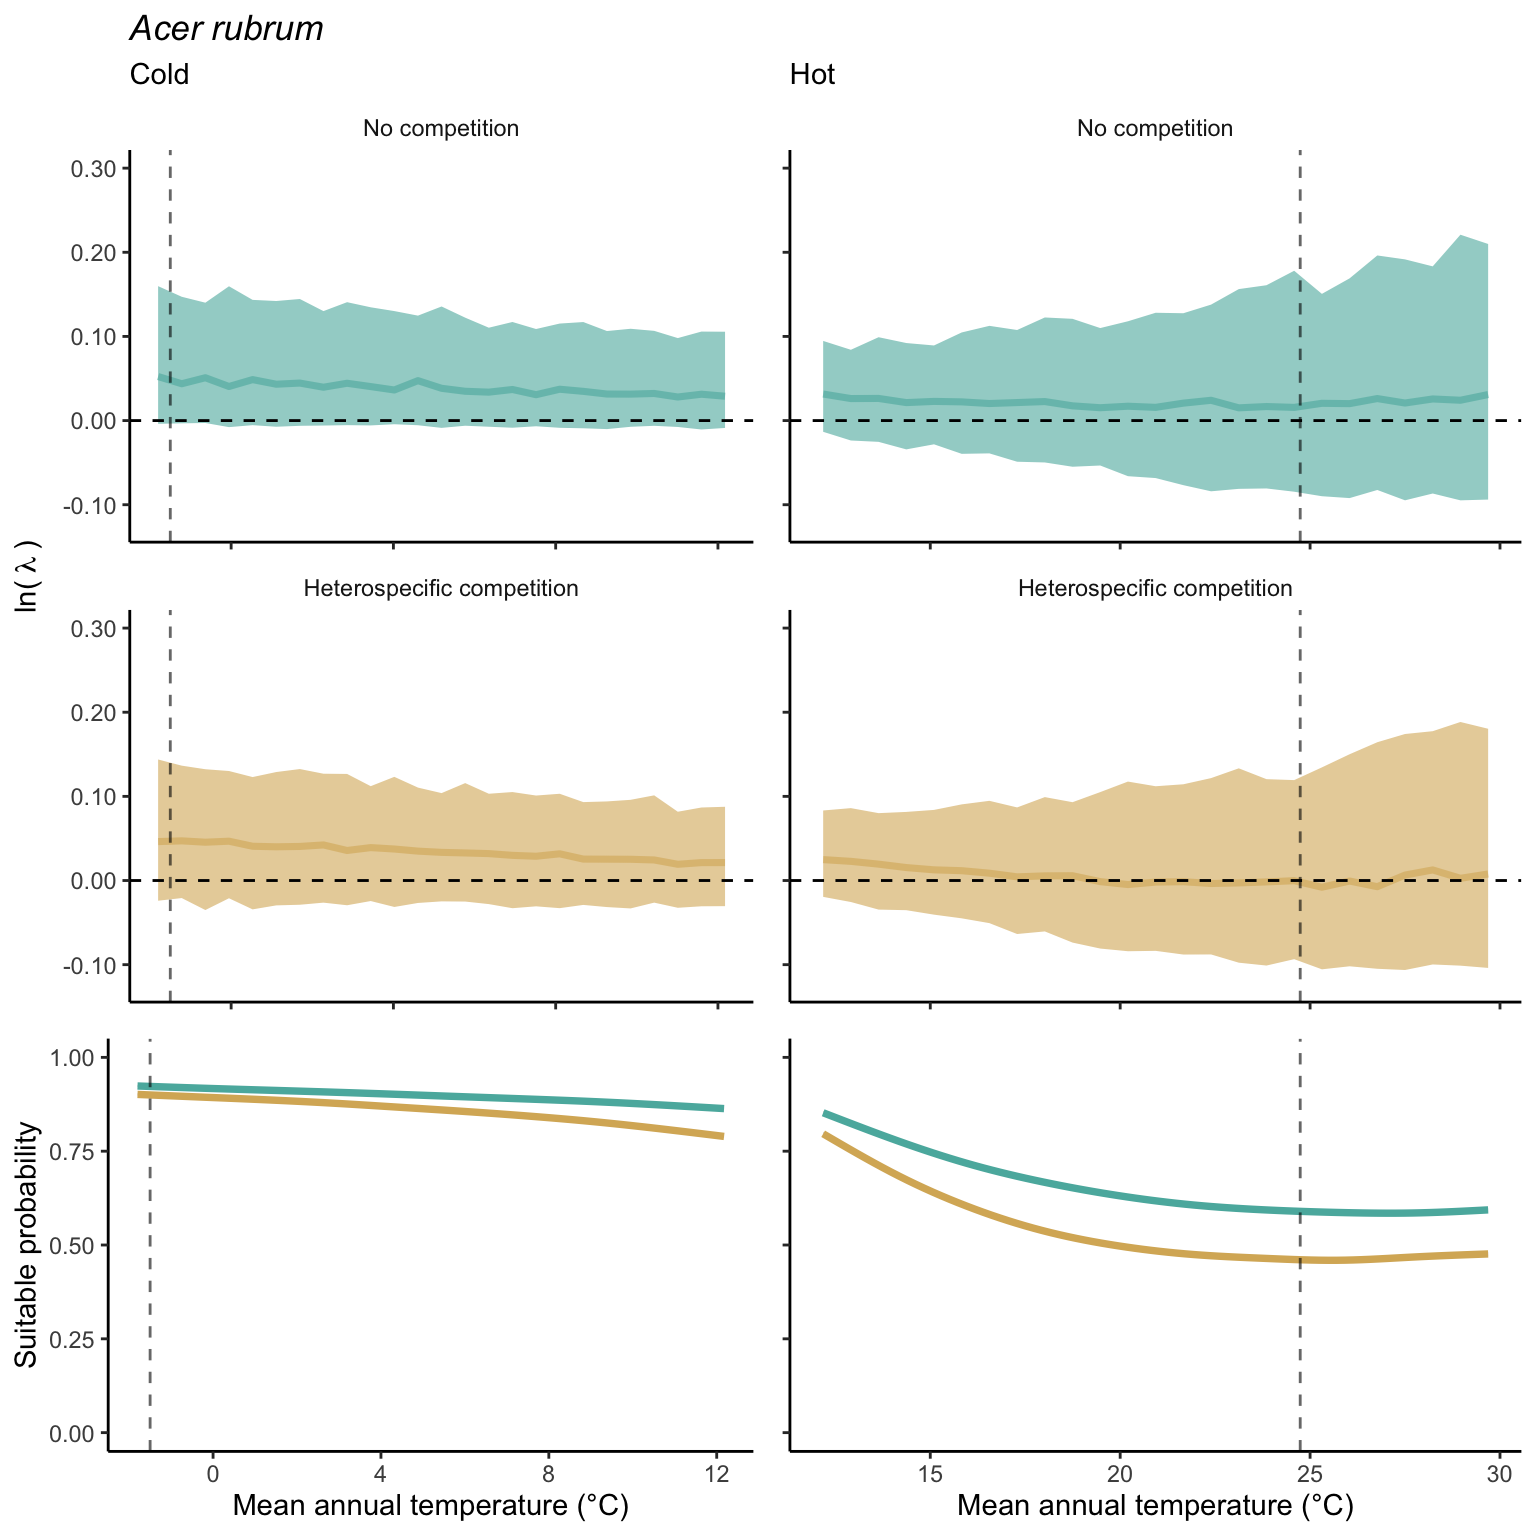 Acer rubrum
Cold
Hot
No competition
No competition
0.30
0.20
0.10
0.00
-0.10
ln( λ )
Heterospecific competition
Heterospecific competition
0.30
0.20
0.10
0.00
-0.10
Suitable probability
1.00
0.75
0.50
0.25
0.00
0 4 8 12
15 20 25 30
Mean annual temperature (°C)
Mean annual temperature (°C)